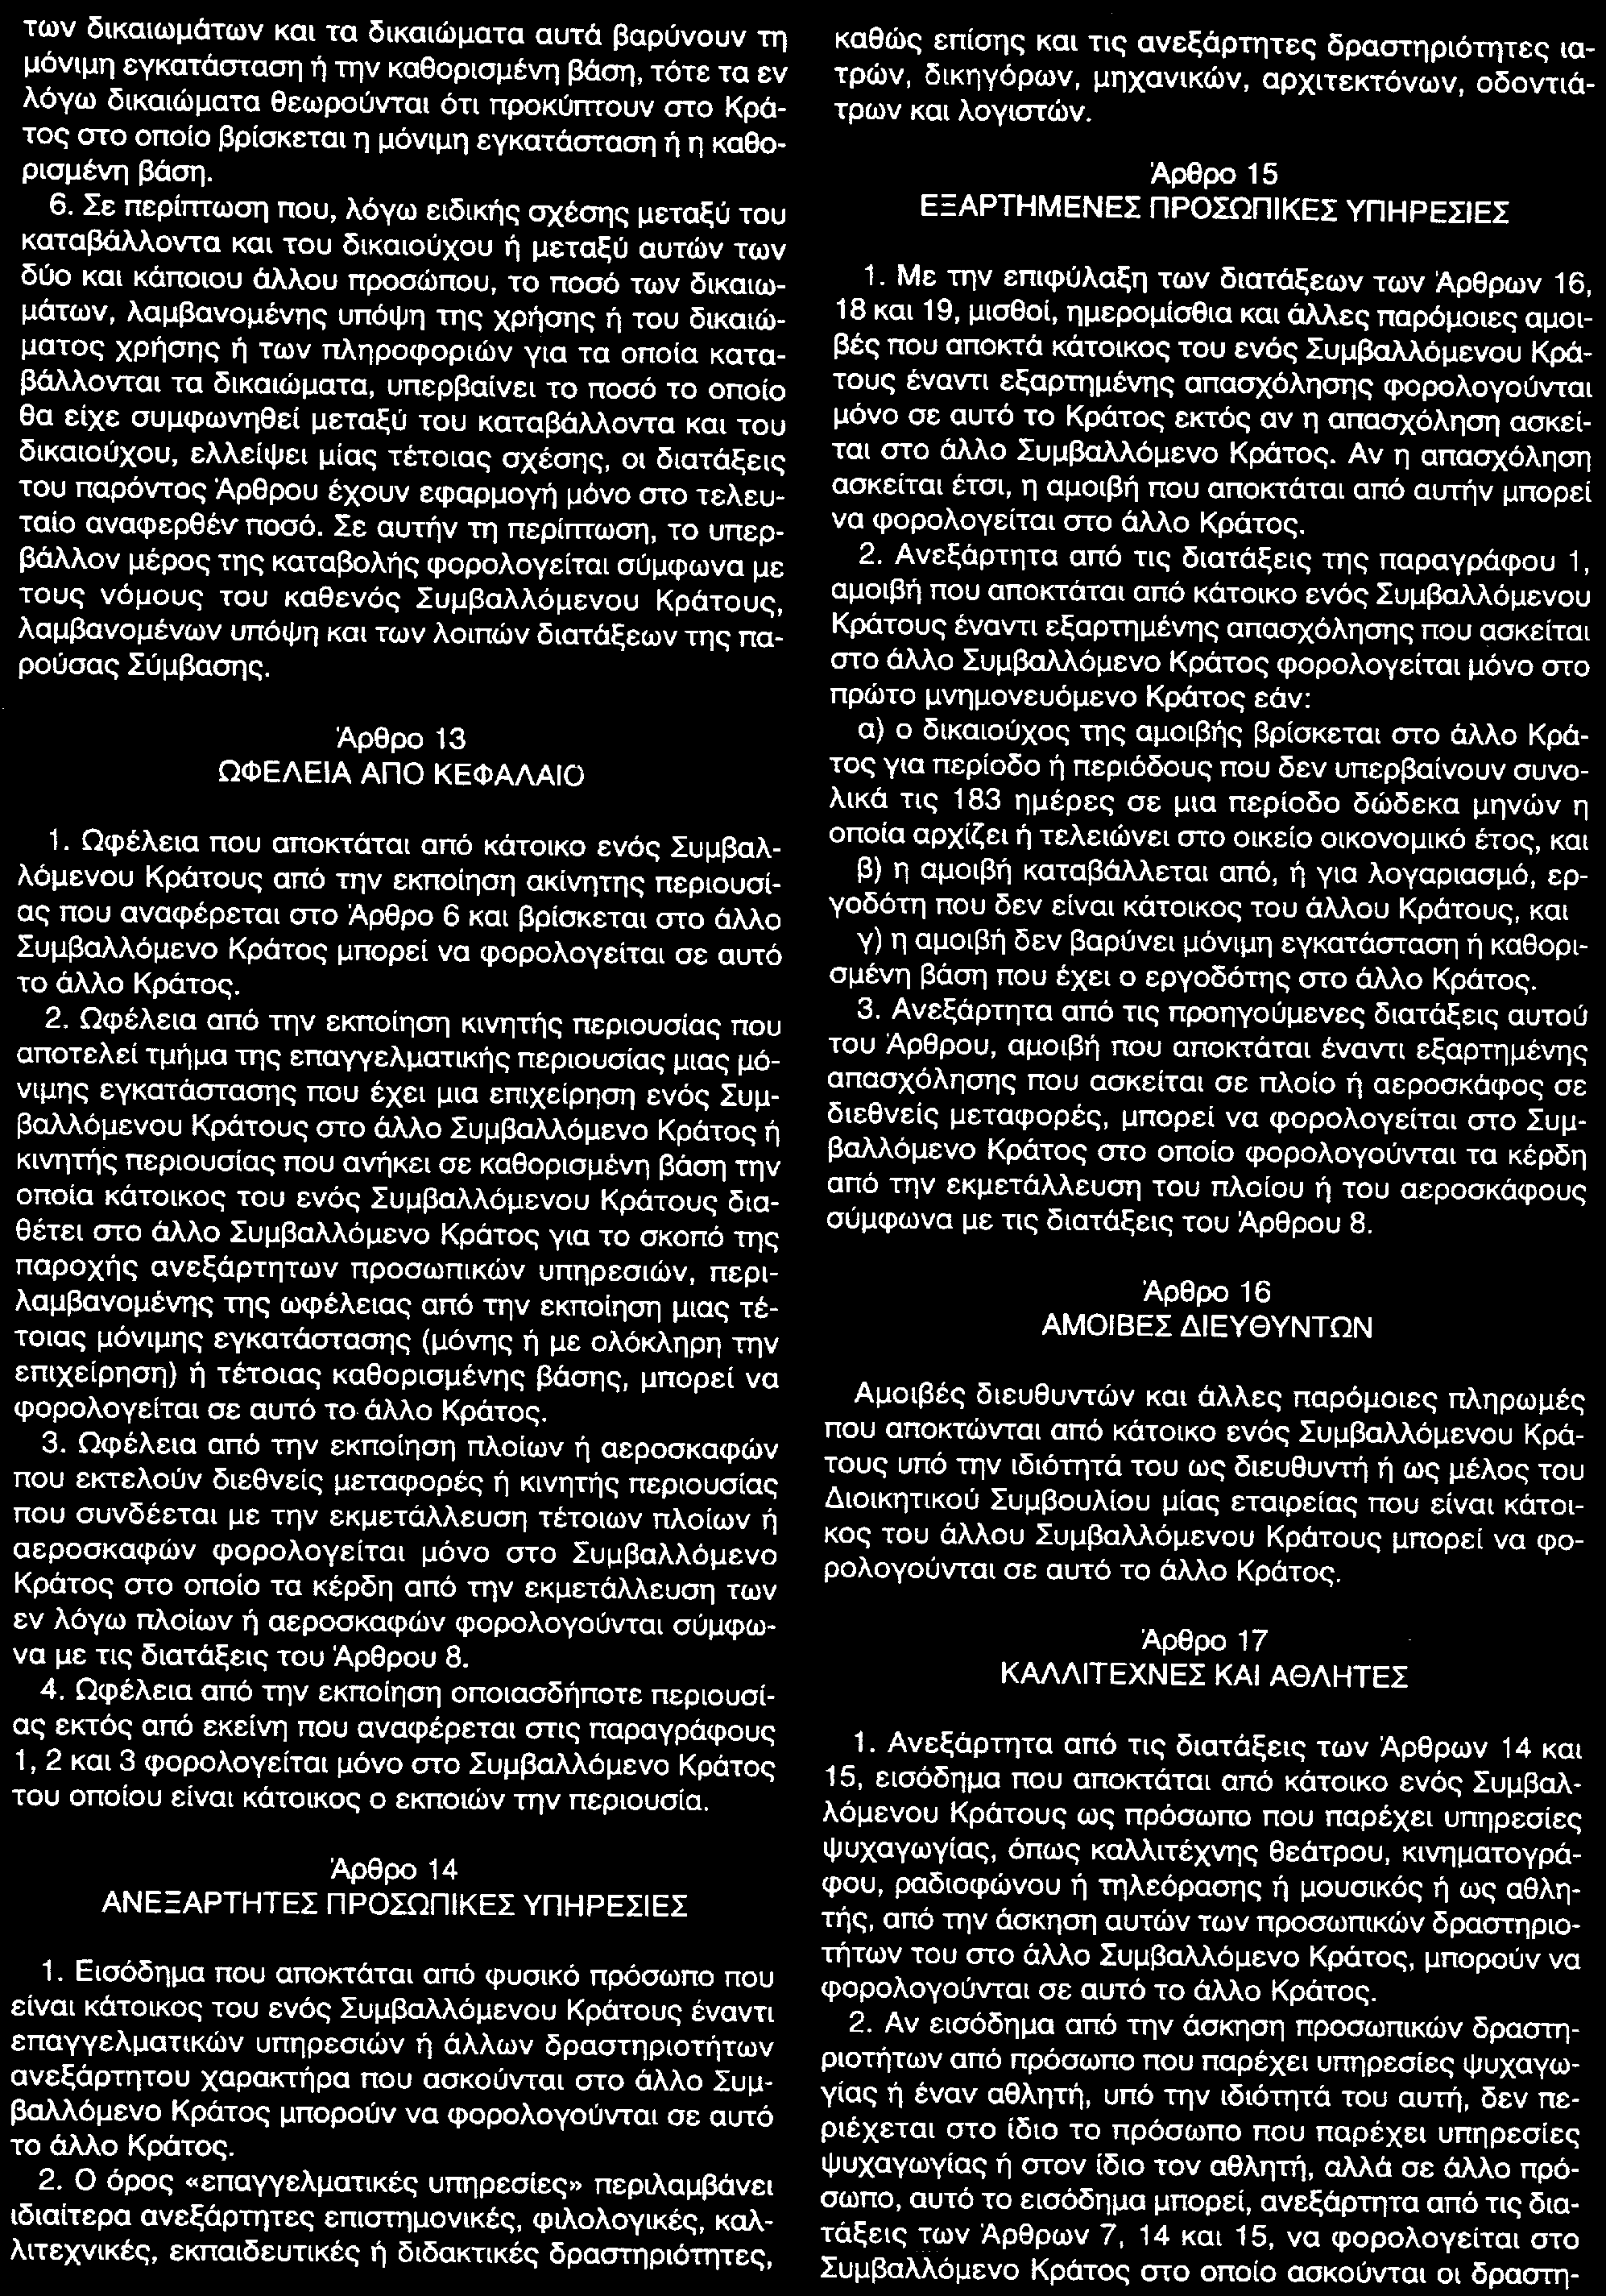 των δικαιωμάτων και τα δικαιώματα αυτά βαρύνουν τη
μόνιμη εγκατάσταση ή την καθορισμένη βάση, τότε τα εν
λόγω δικαιώματα θεωρούνται ότι προκύπτουν στο Κρά-
τος στο οποίο βρίσκεται η μόνιμη εγκατάσταση ή η καθο-
ρισμένη βάση.
6. Σε περίπτωση που, λόγω ειδικής σχέσης μεταξύ του
καταβάλλοντα και του δικαιούχου ή μεταξύ αυτών των
δύο και κάποιου άλλου προσώπου, το ποσό των δικαιω-
μάτων, λαμβανομένης υπόψη της χρήσης ή του δικαιώ-
ματος χρήσης ή των πληροφοριών για τα οποία κατα-
βάλλονται τα δικαιώματα, υπερβαίνει το ποσό το οποίο
θα είχε συμφωνηθεί μεταξύ του καταβάλλοντα και του
δικαιούχου, ελλείψει μίας τέτοιας σχέσης, οι διατάξεις
του παρόντος Άρθρου έχουν εφαρμογή μόνο στο τελευ-
ταίο αναφερθέν ποσό. Σε αυτήν τη περίπτωση, το υπερ-
βάλλον μέρος της καταβολής φορολογείται σύμφωνα με
τους νόμους του καθενός Συμβαλλόμενου Κράτους,
λαμβανομένων υπόψη και των λοιπών διατάξεων της πα-
ρούσας Σύμβασης.
Άρθρο 13
ΩΦΕΛΕΙΑ ΑΠΟ ΚΕΦΑΛΑΙΟ
1. Ωφέλεια που αποκτάται από κάτοικο ενός Συμβαλ-
λόμενου Κράτους από την εκποίηση ακίνητης περιουσί-
ας που αναφέρεται στο Άρθρο 6 και βρίσκεται στο άλλο
Συμβαλλόμενο Κράτος μπορεί να φορολογείται σε αυτό
το άλλο Κράτος.
2. Ωφέλεια από την εκποίηση κινητής περιουσίας που
αποτελεί τμήμα της επαγγελματικής περιουσίας μιας μό-
νιμης εγκατάστασης που έχει μια επιχείρηση ενός Συμ-
βαλλόμενου Κράτους στο άλλο Συμβαλλόμενο Κράτος ή
κινητής περιουσίας που ανήκει σε καθορισμένη βάση την
οποία κάτοικος του ενός Συμβαλλόμενου Κράτους δια-
θέτει στο άλλο Συμβαλλόμενο Κράτος για το σκοπό της
παροχής ανεξάρτητων προσωπικών υπηρεσιών, περι-
λαμβανομένης της ωφέλειας από την εκποίηση μιας τέ-
τοιας μόνιμης εγκατάστασης (μόνης ή με ολόκληρη την
επιχείρηση) ή τέτοιας καθορισμένης βάσης, μπορεί να
φορολογείται σε αυτό το άλλο Κράτος.
3. Ωφέλεια από την εκποίηση πλοίων ή αεροσκαφών
που εκτελούν διεθνείς μεταφορές ή κινητής περιουσίας
που συνδέεται με την εκμετάλλευση τέτοιων πλοίων ή
αεροσκαφών φορολογείται μόνο στο Συμβαλλόμενο
Κράτος στο οποίο τα κέρδη από την εκμετάλλευση των
εν λόγω πλοίων ή αεροσκαφών φορολογούνται σύμφω-
να με τις διατάξεις του Άρθρου 8.
4. Ωφέλεια από την εκποίηση οποιασδήποτε περιουσί-
ας εκτός από εκείνη που αναφέρεται στις παραγράφους
1, 2 και 3 φορολογείται μόνο στο Συμβαλλόμενο Κράτος
του οποίου είναι κάτοικος ο εκποιών την περιουσία.
Άρθρο 14
ΑΝΕΞΑΡΤΗΤΕΣ ΠΡΟΣΩΠΙΚΕΣ ΥΠΗΡΕΣΙΕΣ
1. Εισόδημα που αποκτάται από φυσικό πρόσωπο που
είναι κάτοικος του ενός Συμβαλλόμενου Κράτους έναντι
επαγγελματικών υπηρεσιών ή άλλων δραστηριοτήτων
ανεξάρτητου χαρακτήρα που ασκούνται στο άλλο Συμ-
βαλλόμενο Κράτος μπορούν να φορολογούνται σε αυτό
το άλλο Κράτος.
2. Ο όρος «επαγγελματικές υπηρεσίες» περιλαμβάνει
ιδιαίτερα ανεξάρτητες επιστημονικές, φιλολογικές, καλ-
λιτεχνικές, εκπαιδευτικές ή διδακτικές δραστηριότητες,
καθώς επίσης και τις ανεξάρτητες δραστηριότητες ια-
τρών, δικηγόρων, μηχανικών, αρχιτεκτόνων, οδοντιά-
τρων και λογιστών.
Άρθρο 15
ΕΞΑΡΤΗΜΕΝΕΣ ΠΡΟΣΩΠΙΚΕΣ ΥΠΗΡΕΣΙΕΣ
1. Με την επιφύλαξη των διατάξεων των Άρθρων 16,
18 και 19, μισθοί, ημερομίσθια και άλλες παρόμοιες αμοι-
βές που αποκτά κάτοικος του ενός Συμβαλλόμενου Κρά-
τους έναντι εξαρτημένης απασχόλησης φορολογούνται
μόνο σε αυτό το Κράτος εκτός αν η απασχόληση ασκεί-
ται στο άλλο Συμβαλλόμενο Κράτος. Αν η απασχόληση
ασκείται έτσι, η αμοιβή που αποκτάται από αυτήν μπορεί
να φορολογείται στο άλλο Κράτος.
2. Ανεξάρτητα από τις διατάξεις της παραγράφου 1,
αμοιβή που αποκτάται από κάτοικο ενός Συμβαλλόμενου
Κράτους έναντι εξαρτημένης απασχόλησης που ασκείται
στο άλλο Συμβαλλόμενο Κράτος φορολογείται μόνο στο
πρώτο μνημονευόμενο Κράτος εάν:
α) ο δικαιούχος της αμοιβής βρίσκεται στο άλλο Κρά-
τος για περίοδο ή περιόδους που δεν υπερβαίνουν συνο-
λικά τις 183 ημέρες σε μια περίοδο δώδεκα μηνών η
οποία αρχίζει ή τελειώνει στο οικείο οικονομικό έτος, και
β) η αμοιβή καταβάλλεται από, ή για λογαριασμό, ερ-
γοδότη που δεν είναι κάτοικος του άλλου Κράτους, και
γ) η αμοιβή δεν βαρύνει μόνιμη εγκατάσταση ή καθορι-
σμένη βάση που έχει ο εργοδότης στο άλλο Κράτος.
3. Ανεξάρτητα από τις προηγούμενες διατάξεις αυτού
του Άρθρου, αμοιβή που αποκτάται έναντι εξαρτημένης
απασχόλησης που ασκείται σε πλοίο ή αεροσκάφος σε
διεθνείς μεταφορές, μπορεί να φορολογείται στο Συμ-
βαλλόμενο Κράτος στο οποίο φορολογούνται τα κέρδη
από την εκμετάλλευση του πλοίου ή του αεροσκάφους
σύμφωνα με τις διατάξεις του Άρθρου 8.
Άρθρο 16
ΑΜΟΙΒΕΣ ΔΙΕΥΘΥΝΤΩΝ
Αμοιβές διευθυντών και άλλες παρόμοιες πληρωμές
που αποκτώνται από κάτοικο ενός Συμβαλλόμενου Κρά-
τους υπό την ιδιότητά του ως διευθυντή ή ως μέλος του
Διοικητικού Συμβουλίου μίας εταιρείας που είναι κάτοι-
κος του άλλου Συμβαλλόμενου Κράτους μπορεί να φο-
ρολογούνται σε αυτό το άλλο Κράτος.
Άρθρο 17
ΚΑΛΛΙΤΕΧΝΕΣ ΚΑΙ ΑΘΛΗΤΕΣ
1. Ανεξάρτητα από τις διατάξεις των Άρθρων 14 και
15, εισόδημα που αποκτάται από κάτοικο ενός Συμβαλ-
λόμενου Κράτους ως πρόσωπο που παρέχει υπηρεσίες
ψυχαγωγίας, όπως καλλιτέχνης θεάτρου, κινηματογρά-
φου, ραδιοφώνου ή τηλεόρασης ή μουσικός ή ως αθλη-
τής, από την άσκηση αυτών των προσωπικών δραστηριο-
τήτων του στο άλλο Συμβαλλόμενο Κράτος, μπορούν να
φορολογούνται σε αυτό το άλλο Κράτος.
2. Αν εισόδημα από την άσκηση προσωπικών δραστη-
ριοτήτων από πρόσωπο που παρέχει υπηρεσίες ψυχαγω-
γίας ή έναν αθλητή, υπό την ιδιότητά του αυτή, δεν πε-
ριέχεται στο ίδιο το πρόσωπο που παρέχει υπηρεσίες
ψυχαγωγίας ή στον ίδιο τον αθλητή, αλλά σε άλλο πρό-
σωπο, αυτό το εισόδημα μπορεί, ανεξάρτητα από τις δια-
τάξεις των Άρθρων 7, 14 και 15, να φορολογείται στο
Συμβαλλόμενο Κράτος στο οποίο ασκούνται οι δραστη-